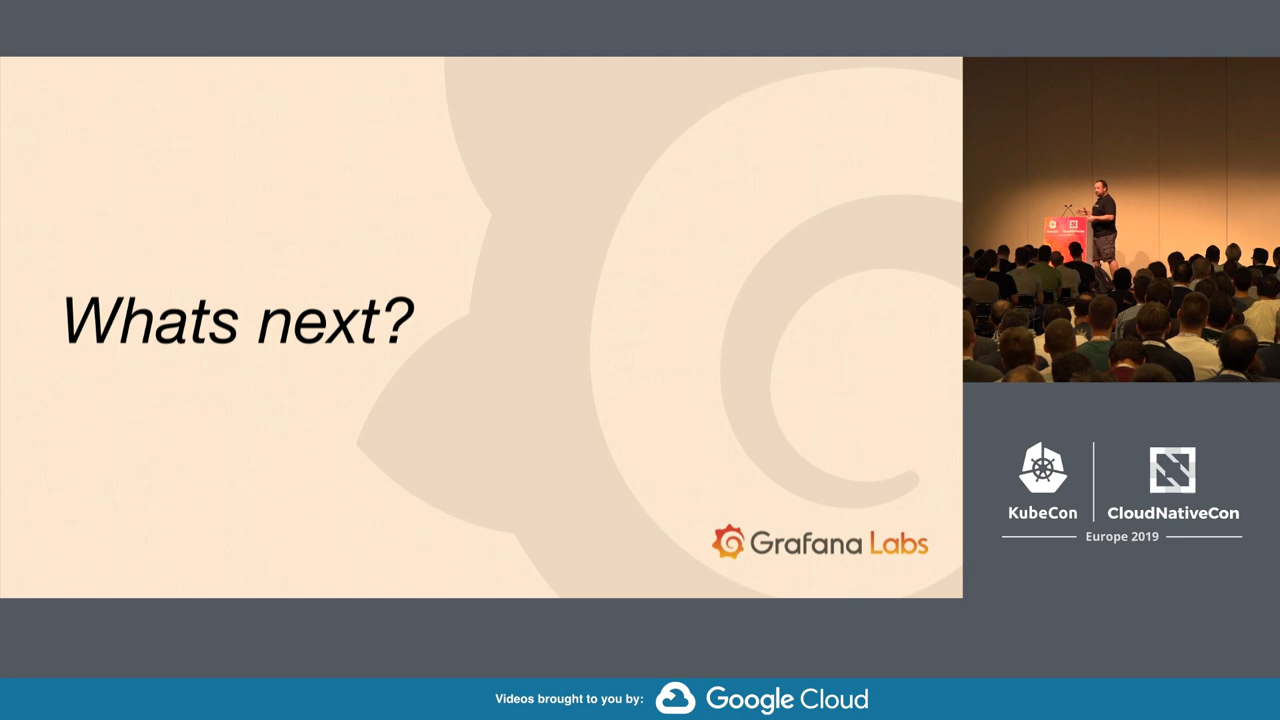 Whats next?
Grafana Labs
KubeCon
CloudNativeCon
Europe 2019
Videos brought to you by:
Google Cloud